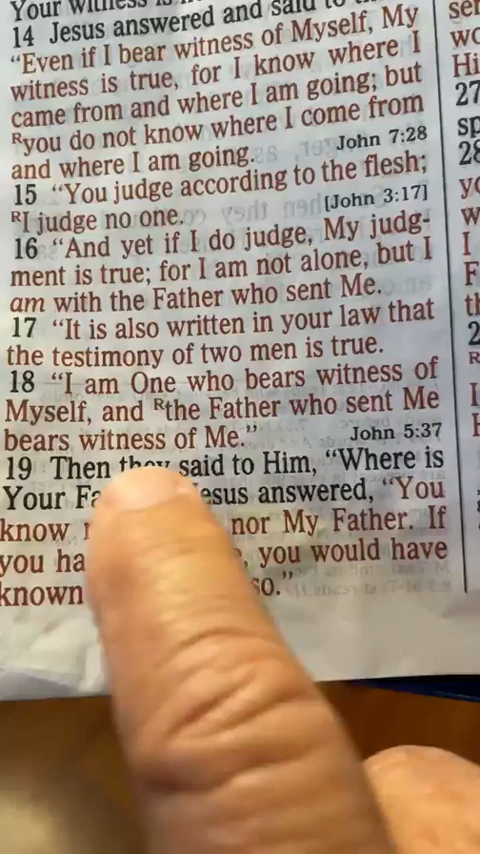 Your Witness is
14 Jesus answered and said to
“Even if I bear witness of Myself, My
witness is true, for I know where I
came from and where I am going; but
ᴿyou do not know where I come from
and where I am going. John 7:28
15 “You judge according to the flesh;
ᴿI judge no one. [John 3:17]
16 “And yet if I do judge, My judg-
ment is true; for I am not alone, but I
am with the Father who sent Me.
17 “It is also written in your law that
the testimony of two men is true.
18 “I am One who bears witness of
Myself, and ᴿthe Father who sent Me
bears witness of Me.” John 5:37
19 Then they said to Him, “Where is
Your Fa esus answered, “You
know nor My Father. If
you ha , you would have
known so.”
27
28